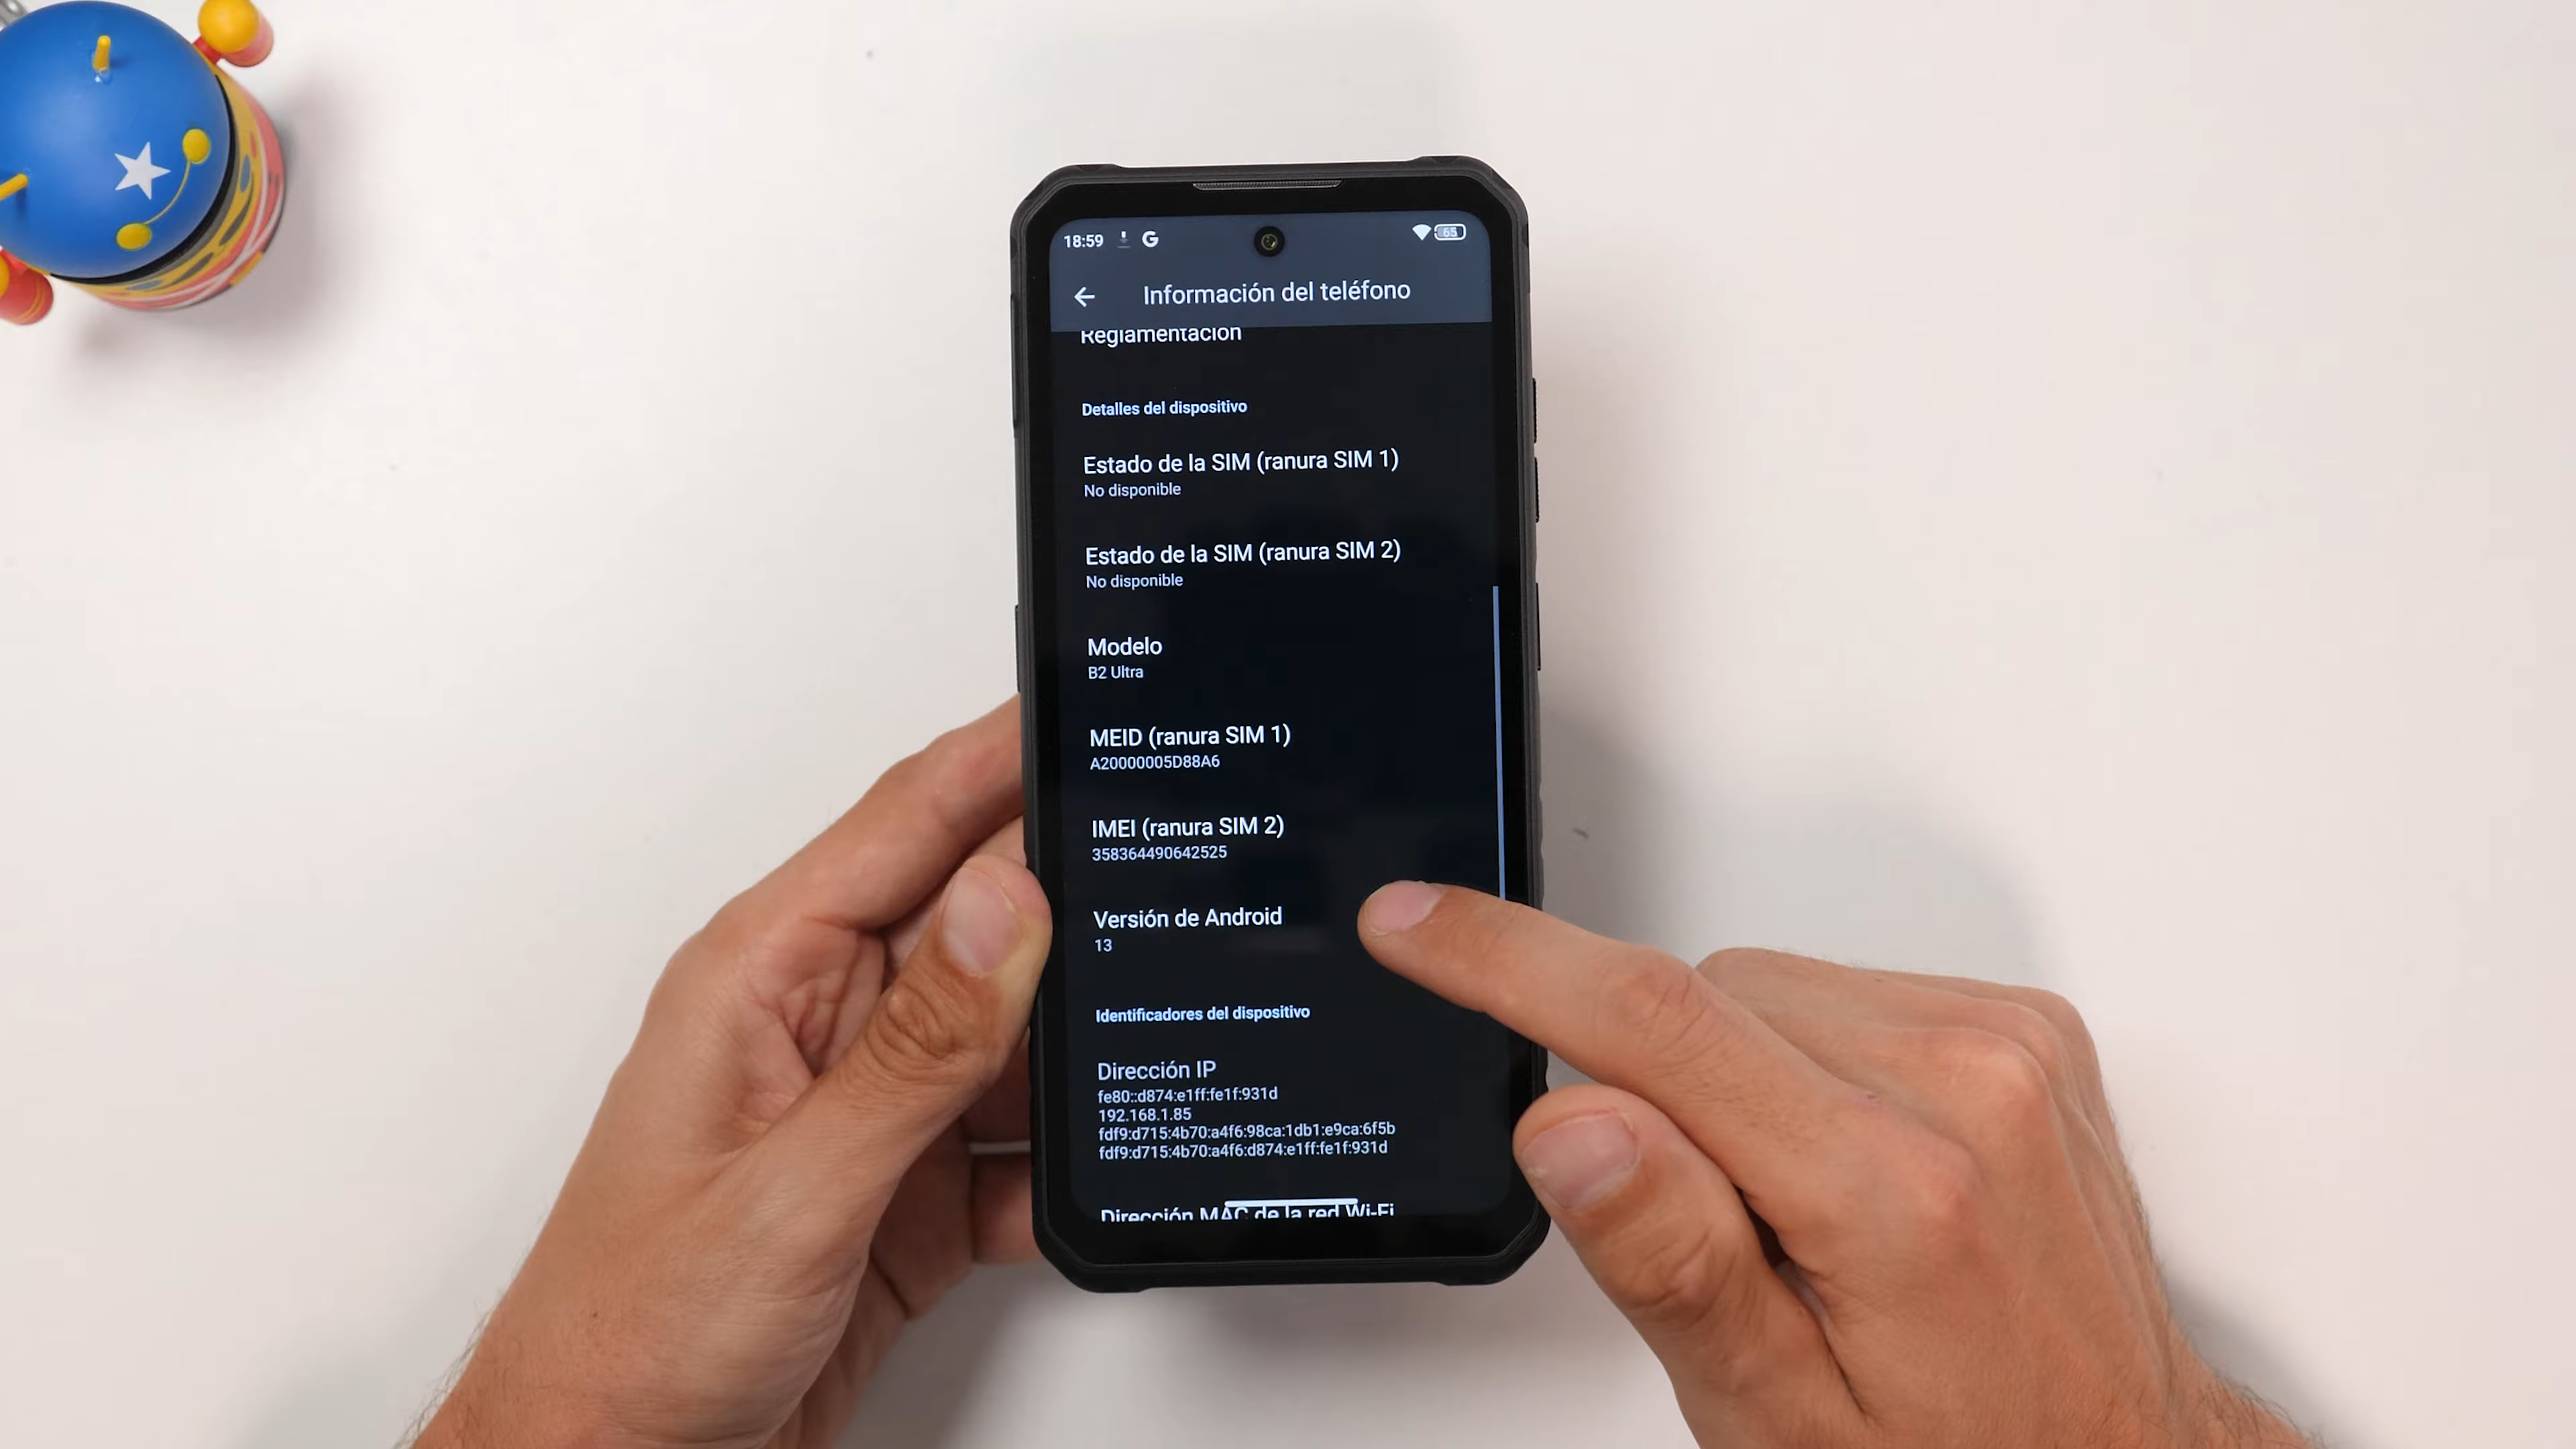 18:59 G 65
Información del teléfono
Reglamentación
Detalles del dispositivo
Estado de la SIM (ranura SIM 1)
No disponible
Estado de la SIM (ranura SIM 2)
No disponible
Modelo
B2 Ultra
MEID (ranura SIM 1)
A20000005D88A6
IMEI (ranura SIM 2)
358364490642525
Versión de Android
13
Identificadores del dispositivo
Dirección IP
fe80::d874:e1ff:fe1f:931d
192.168.1.85
fdf9:d715:4b70:a4f6:98ca:1db1:e9ca:6f5b
fdf9:d715:4b70:a4f6:d874:e1ff:fe1f:931d
Dirección MAC de la red Wi-Fi